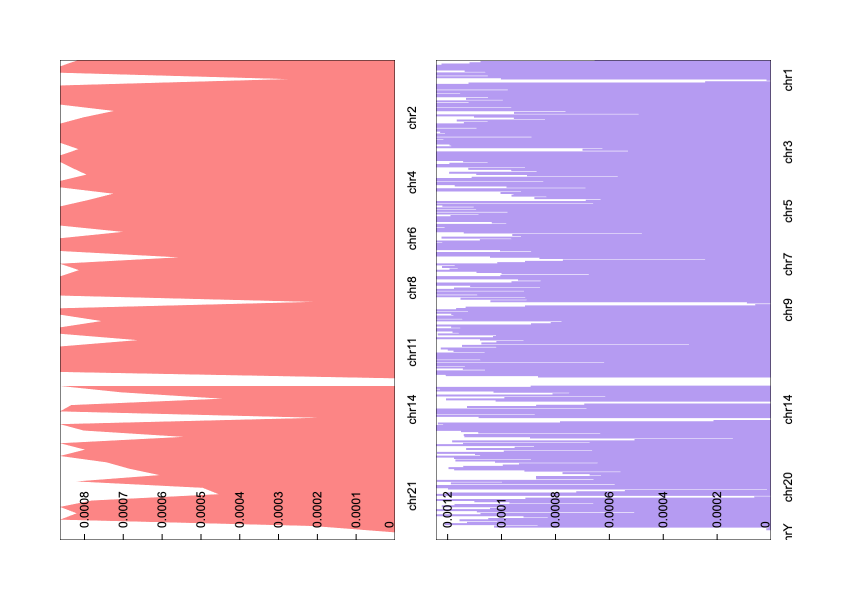 chr2
chr4
chr6
chr8
chr11
chr14
chr21
0.0008
0.0007
0.0006
0.0005
0.0004
0.0003
0.0002
0.0001
0
chr1
chr3
chr5
chr7
chr9
chr14
chr20
hrY
0.0012
0.001
0.0008
0.0006
0.0004
0.0002
0